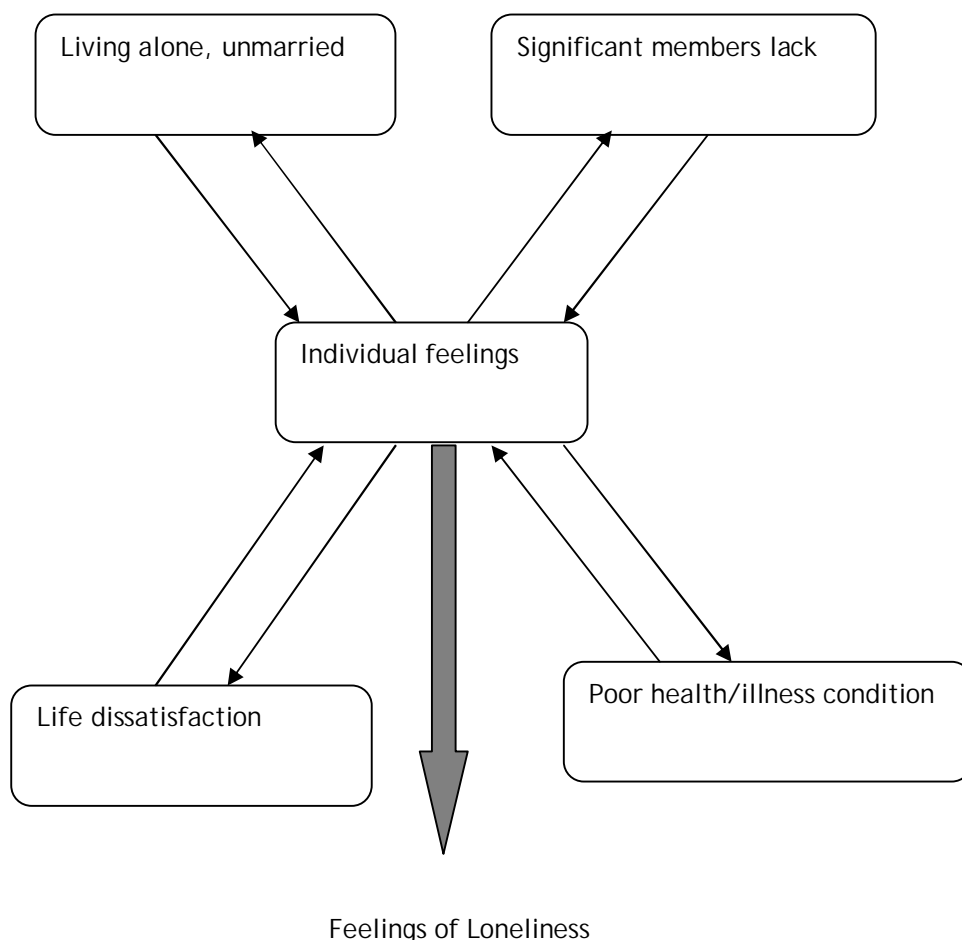 Living alone, unmarried
Significant members lack
Individual feelings
Life dissatisfaction
Poor health/illness condition
Feelings of Loneliness